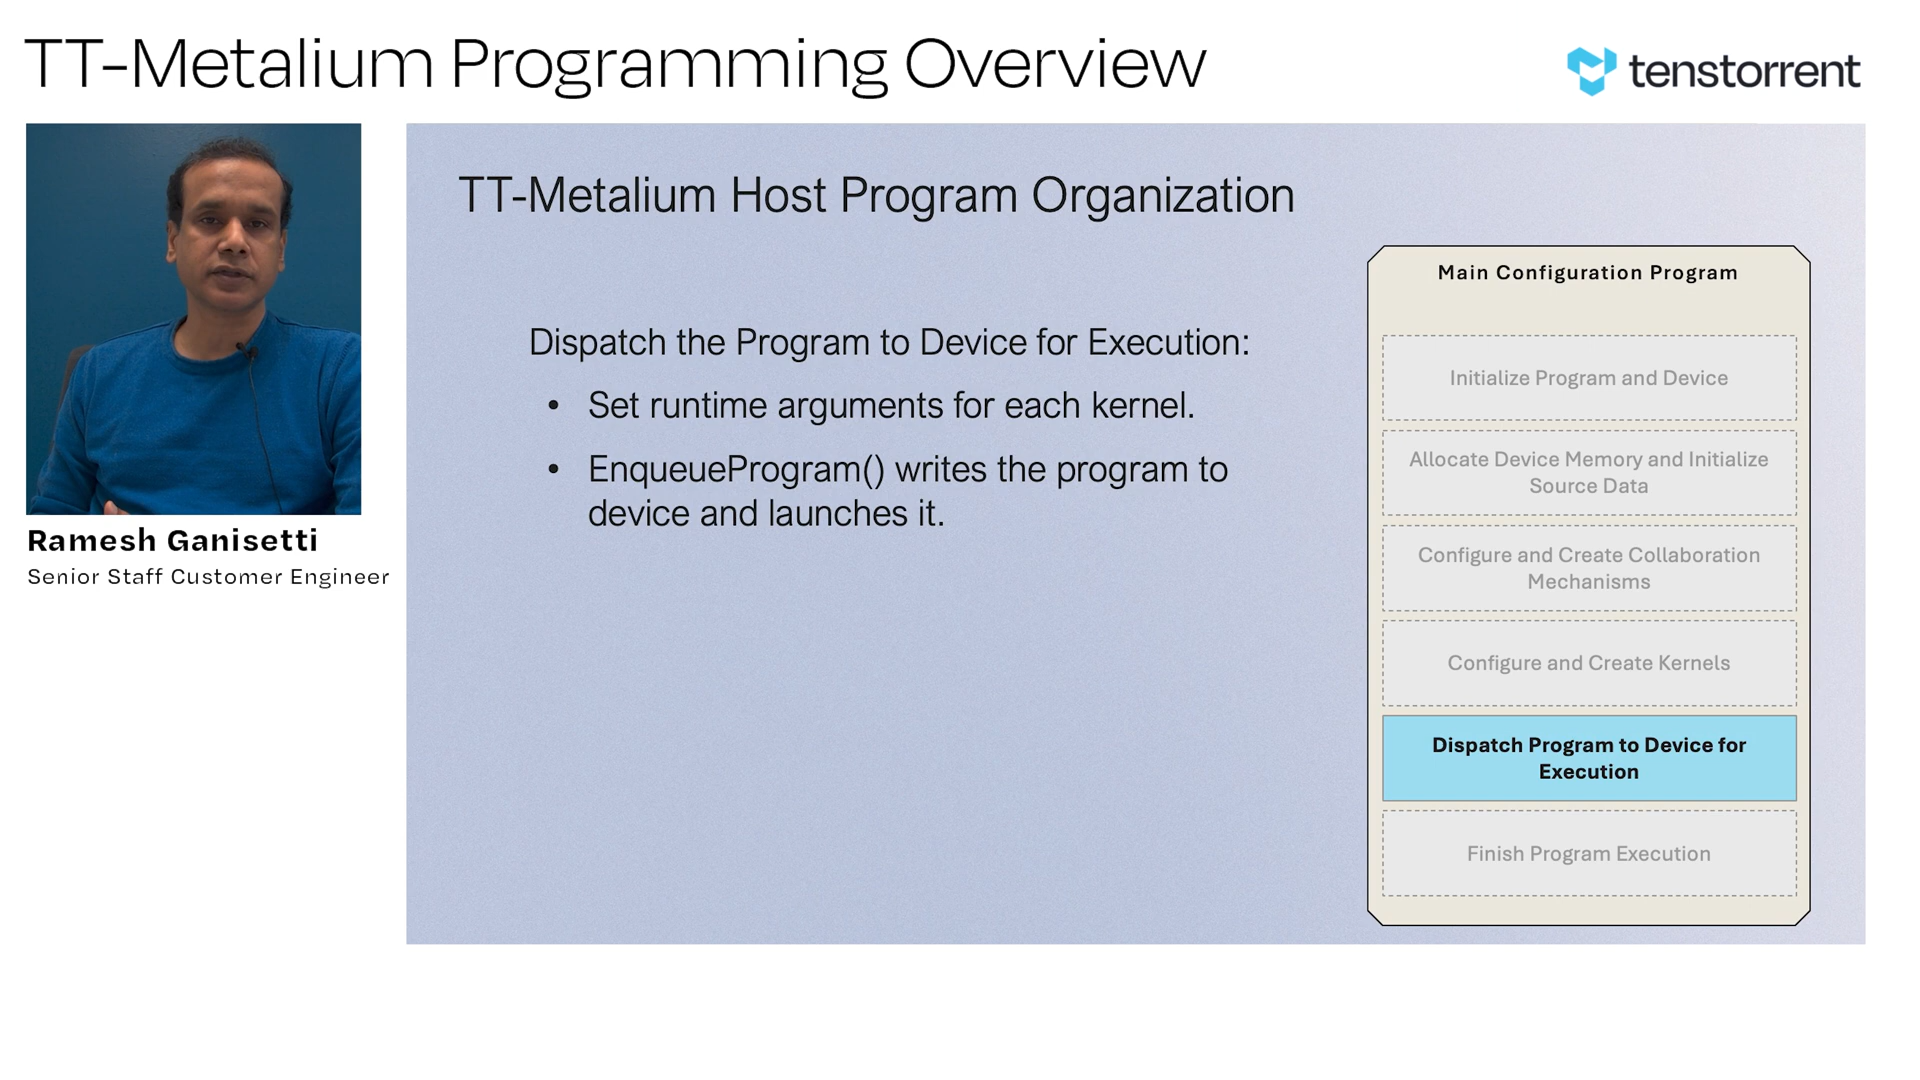 TT-Metalium Programming Overview
tenstorrent
Ramesh Ganisetti
Senior Staff Customer Engineer
TT-Metalium Host Program Organization
Dispatch the Program to Device for Execution:
• Set runtime arguments for each kernel.
• EnqueueProgram() writes the program to
device and launches it.
Main Configuration Program
Initialize Program and Device
Allocate Device Memory and Initialize
Source Data
Configure and Create Collaboration
Mechanisms
Configure and Create Kernels
Dispatch Program to Device for
Execution
Finish Program Execution